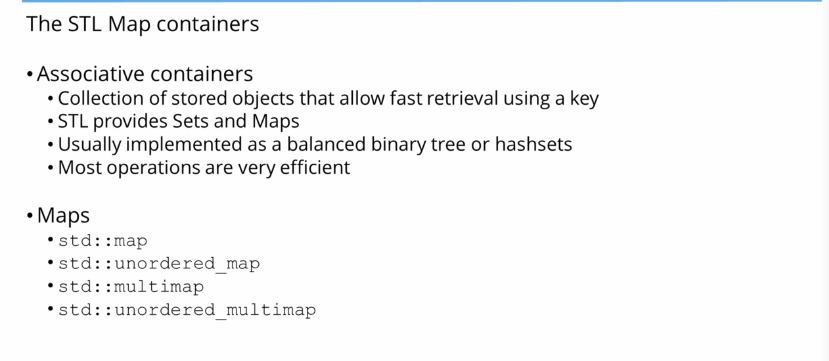 The STL Map containers
• Associative containers
• Collection of stored objects that allow fast retrieval using a key
• STL provides Sets and Maps
• Usually implemented as a balanced binary tree or hashsets
• Most operations are very efficient
• Maps
• std::map
• std::unordered_map
• std::multimap
• std::unordered_multimap